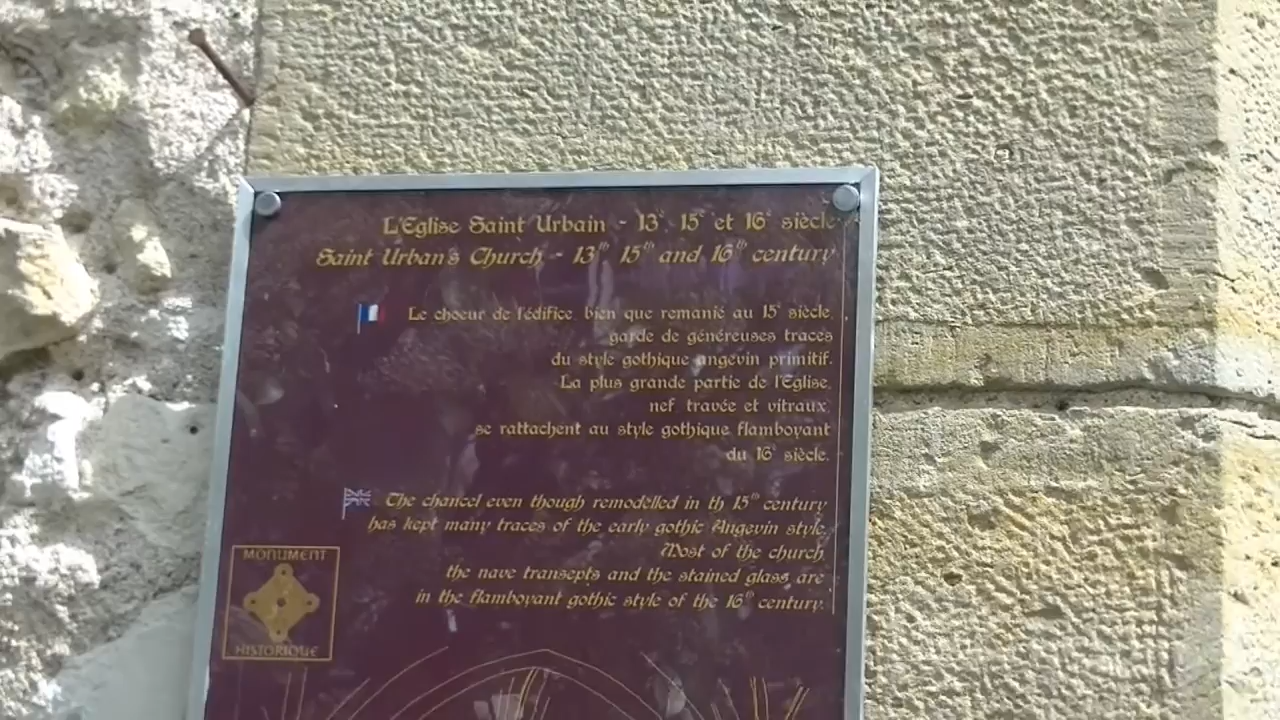 L'Eglise Saint Urbain - 13e 15e et 16e siècle
Saint Urban's Church - 13th 15th and 16th century
Le choeur de l'édifice, bien que remanié au 15e siècle,
garde de généreuses traces
du style gothique angevin primitif.
La plus grande partie de l'Eglise,
nef, travée et vitraux,
se rattachent au style gothique flamboyant
du 16e siècle.
The chancel even though remodelled in th 15th century
has kept many traces of the early gothic Angevin style.
Most of the church,
the nave transepts and the stained glass are
in the flamboyant gothic style of the 16th century.
MONUMENT
HISTORIQUE